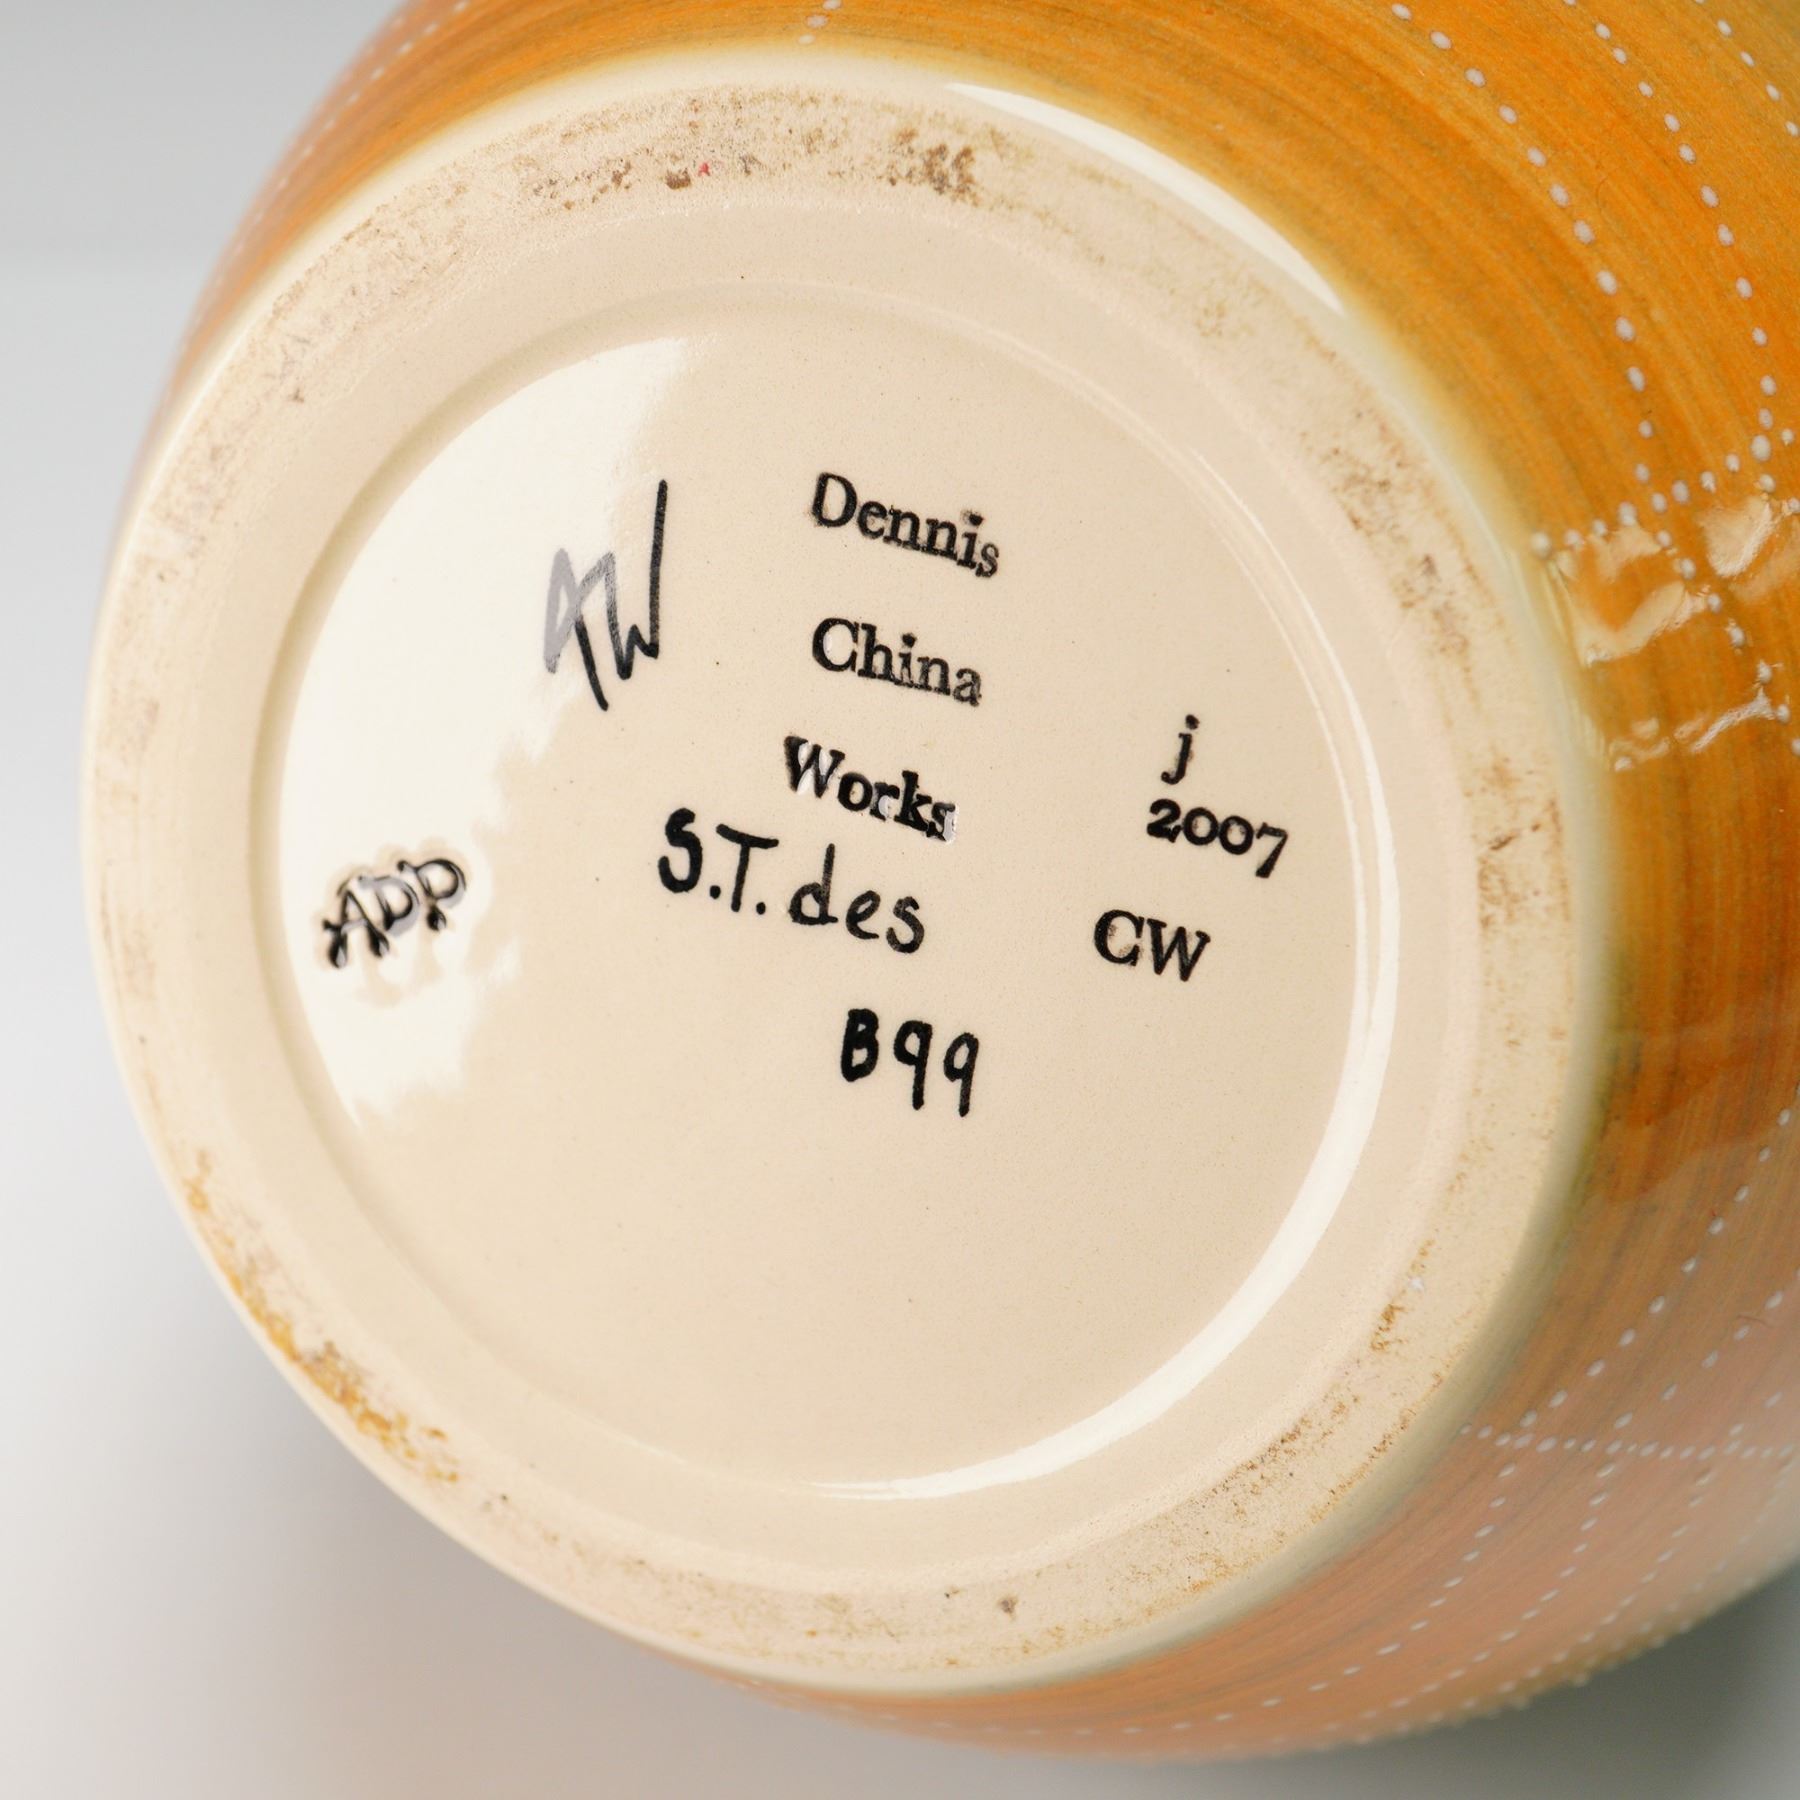 Dennis
China
Works
S.T. des
B99
j
2007
CW